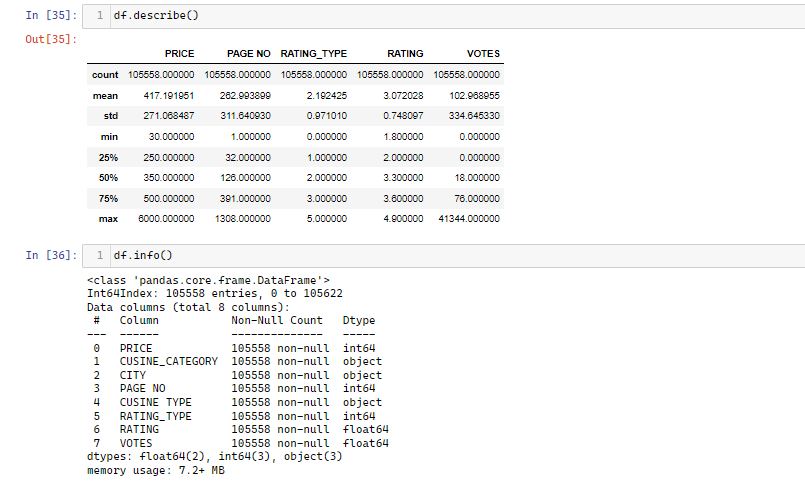 In [35]: 1 df.describe()
Out[35]:
PRICE PAGE NO RATING_TYPE RATING VOTES
count 105558.000000 105558.000000 105558.000000 105558.000000 105558.000000
mean 417.191951 262.993899 2.192425 3.072028 102.968955
std 271.068487 311.640930 0.971010 0.748097 334.645330
min 30.000000 1.000000 0.000000 1.800000 0.000000
25% 250.000000 32.000000 1.000000 2.000000 0.000000
50% 350.000000 126.000000 2.000000 3.300000 18.000000
75% 500.000000 391.000000 3.000000 3.600000 76.000000
max 6000.000000 1308.000000 5.000000 4.900000 41344.000000
In [36]: 1 df.info()
<class 'pandas.core.frame.DataFrame'>
Int64Index: 105558 entries, 0 to 105622
Data columns (total 8 columns):
# Column Non-Null Count Dtype
--- ------ -------------- -----
0 PRICE 105558 non-null int64
1 CUSINE_CATEGORY 105558 non-null object
2 CITY 105558 non-null object
3 PAGE NO 105558 non-null int64
4 CUSINE TYPE 105558 non-null object
5 RATING_TYPE 105558 non-null int64
6 RATING 105558 non-null float64
7 VOTES 105558 non-null float64
dtypes: float64(2), int64(3), object(3)
memory usage: 7.2+ MB